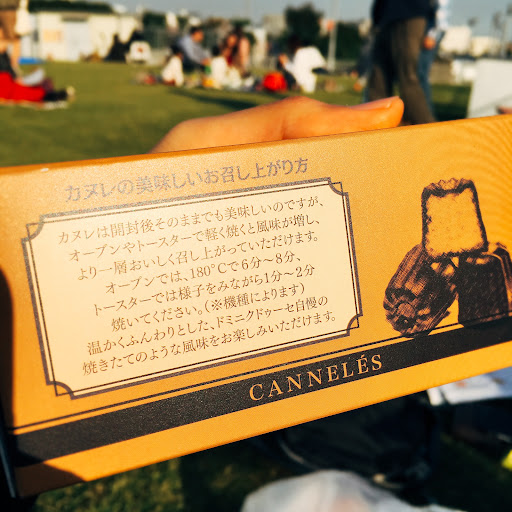 カヌレの美味しいお召し上がり方
カヌレは開封後そのままでも美味しいのですが、
オーブンやトースターで軽く焼くと風味が増し、
より一層おいしく召し上がっていただけます。
オーブンでは、180°Cで6分〜8分、
トースターでは様子をみながら1分〜2分
焼いてください。(※機種によります)
温かくふんわりとした、ドミニクドゥーセ自慢の
焼きたてのような風味をお楽しみいただけます。
CANNELÉS